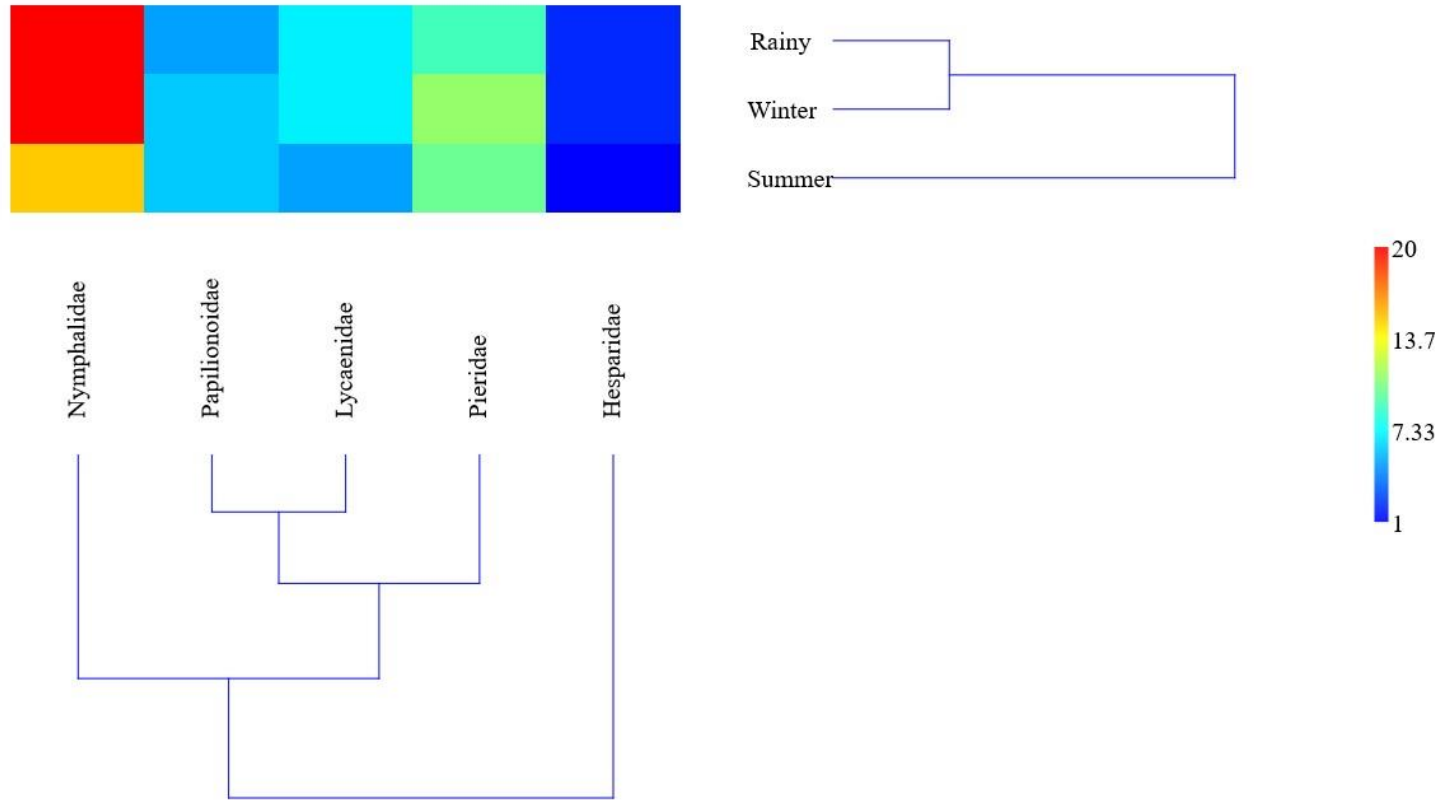 Rainy
Winter
Summer
20
13.7
7.33
1
Nymphalidae
Papilionoidae
Lycaenidae
Pieridae
Hesparidae